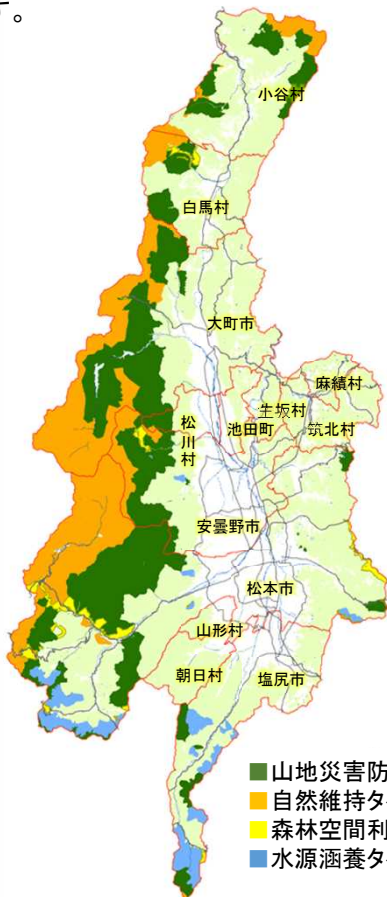 す。
小谷村
白馬村
大町市
麻績村
生坂村
筑北村
池田町
松川村
安曇野市
松本市
山形村
朝日村
塩尻市
山地災害防
自然維持タ
森林空間利
水源涵養タ